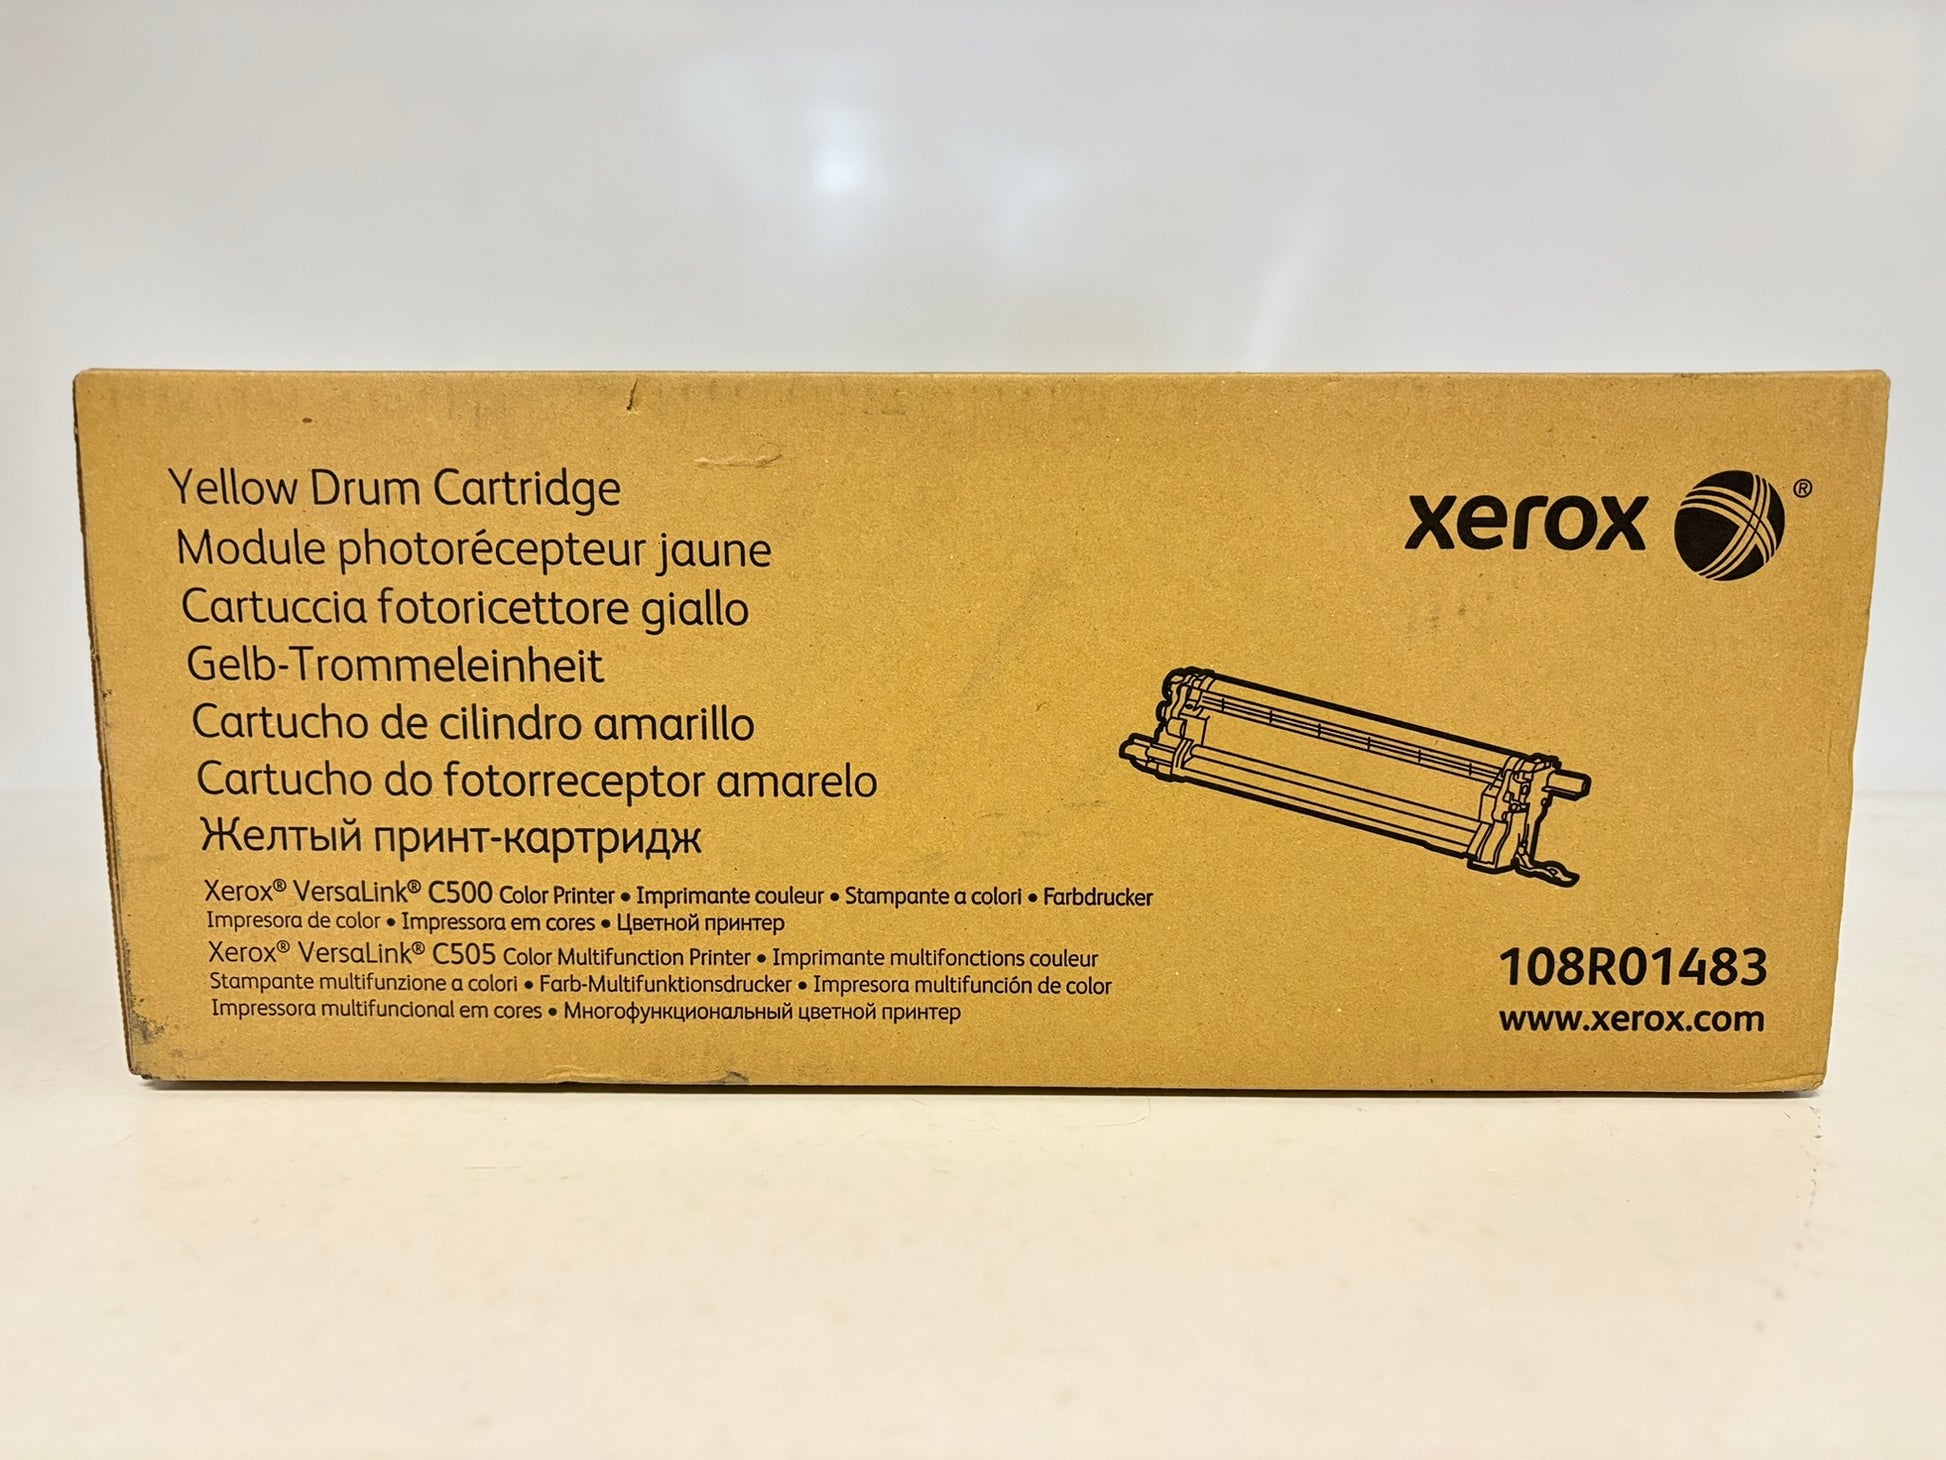 Yellow Drum Cartridge
Module photorécepteur jaune
Cartuccia fotoricettore giallo
Gelb-Trommeleinheit
Cartucho de cilindro amarillo
Cartucho do fotorreceptor amarelo
Желтый принт-картридж
Xerox® VersaLink® C500 Color Printer • Imprimante couleur • Stampante a colori • Farbdrucker
Impresora de color • Impressora em cores • Цветной принтер
Xerox® VersaLink® C505 Color Multifunction Printer • Imprimante multifonctions couleur
Stampante multifunzione a colori • Farb-Multifunktionsdrucker • Impresora multifunción de color
Impressora multifuncional em cores • Многофункциональный цветной принтер
xerox ®
108R01483
www.xerox.com